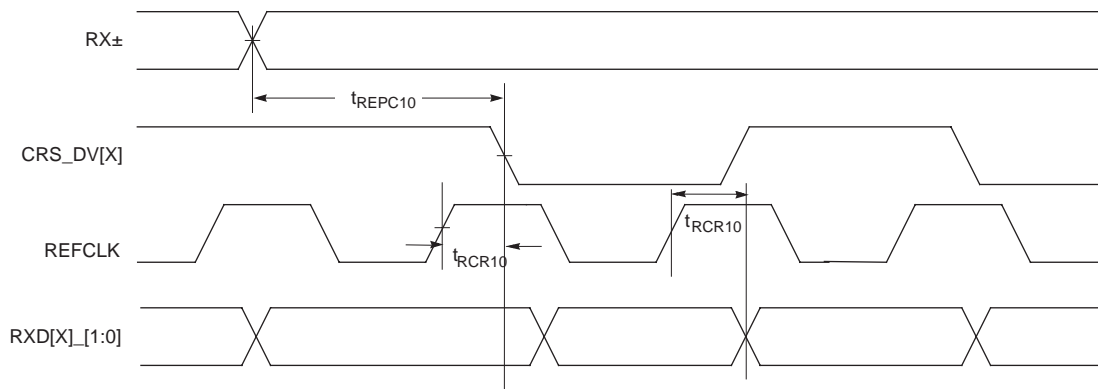 RX±
tREPC10
CRS_DV[X]
tRCR10
REFCLK
tRCR10
RXD[X]_[1:0]